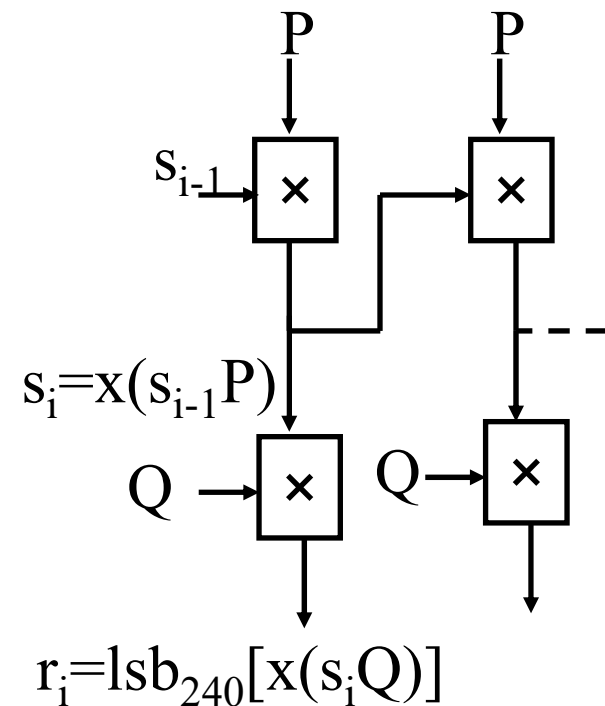 P P
× ×
s_{i-1}
s_i=x(s_{i-1}P)
Q × Q ×
r_i=lsb_{240}[x(s_iQ)]